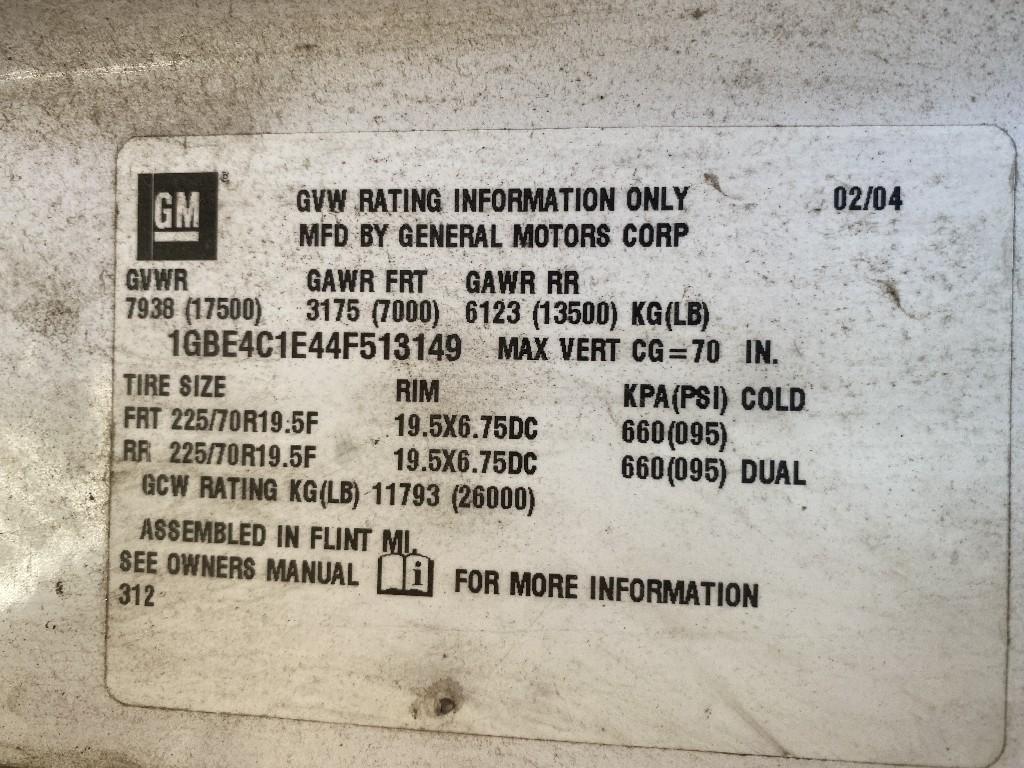 GM®
GVW RATING INFORMATION ONLY 02/04
MFD BY GENERAL MOTORS CORP
GVWR GAWR FRT GAWR RR
7938 (17500) 3175 (7000) 6123 (13500) KG(LB)
1GBE4C1E44F513149 MAX VERT CG=70 IN.
TIRE SIZE RIM KPA(PSI) COLD
FRT 225/70R19.5F 19.5X6.75DC 660(095)
RR 225/70R19.5F 19.5X6.75DC 660(095) DUAL
GCW RATING KG(LB) 11793 (26000)
ASSEMBLED IN FLINT MI.
SEE OWNERS MANUAL i FOR MORE INFORMATION
312